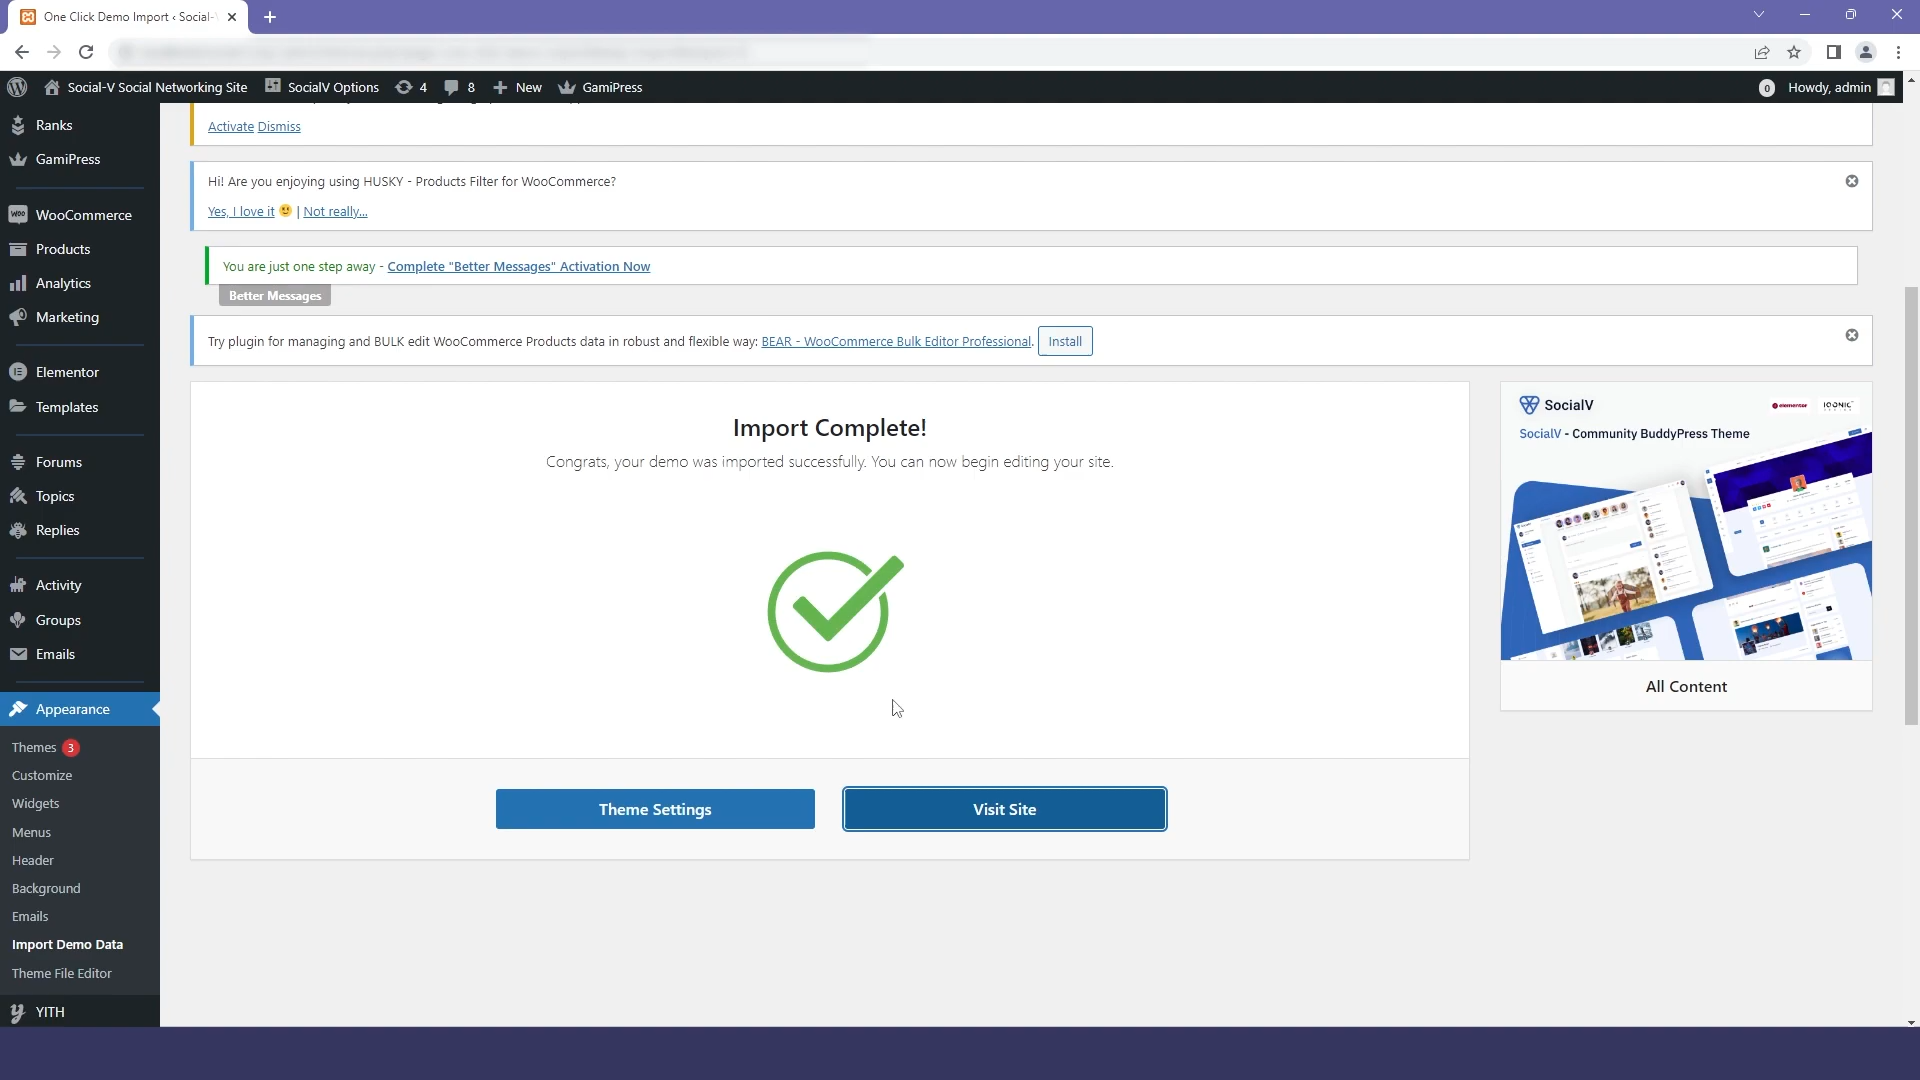 One Click Demo Import ‹ Social-
Social-V Social Networking Site
SocialV Options
4
8
New
GamiPress
0
Howdy, admin
Ranks
GamiPress
WooCommerce
Products
Analytics
Marketing
Elementor
Templates
Forums
Topics
Replies
Activity
Groups
Emails
Appearance
Themes 3
Customize
Widgets
Menus
Header
Background
Emails
Import Demo Data
Theme File Editor
YITH
Activate Dismiss
Hi! Are you enjoying using HUSKY - Products Filter for WooCommerce?
Yes, I love it 🙂 | Not really...
You are just one step away - Complete "Better Messages" Activation Now
Better Messages
Try plugin for managing and BULK edit WooCommerce Products data in robust and flexible way: BEAR - WooCommerce Bulk Editor Professional. Install
Import Complete!
Congrats, your demo was imported successfully. You can now begin editing your site.
Theme Settings
Visit Site
SocialV
elementor
IQONIC
SocialV - Community BuddyPress Theme
All Content